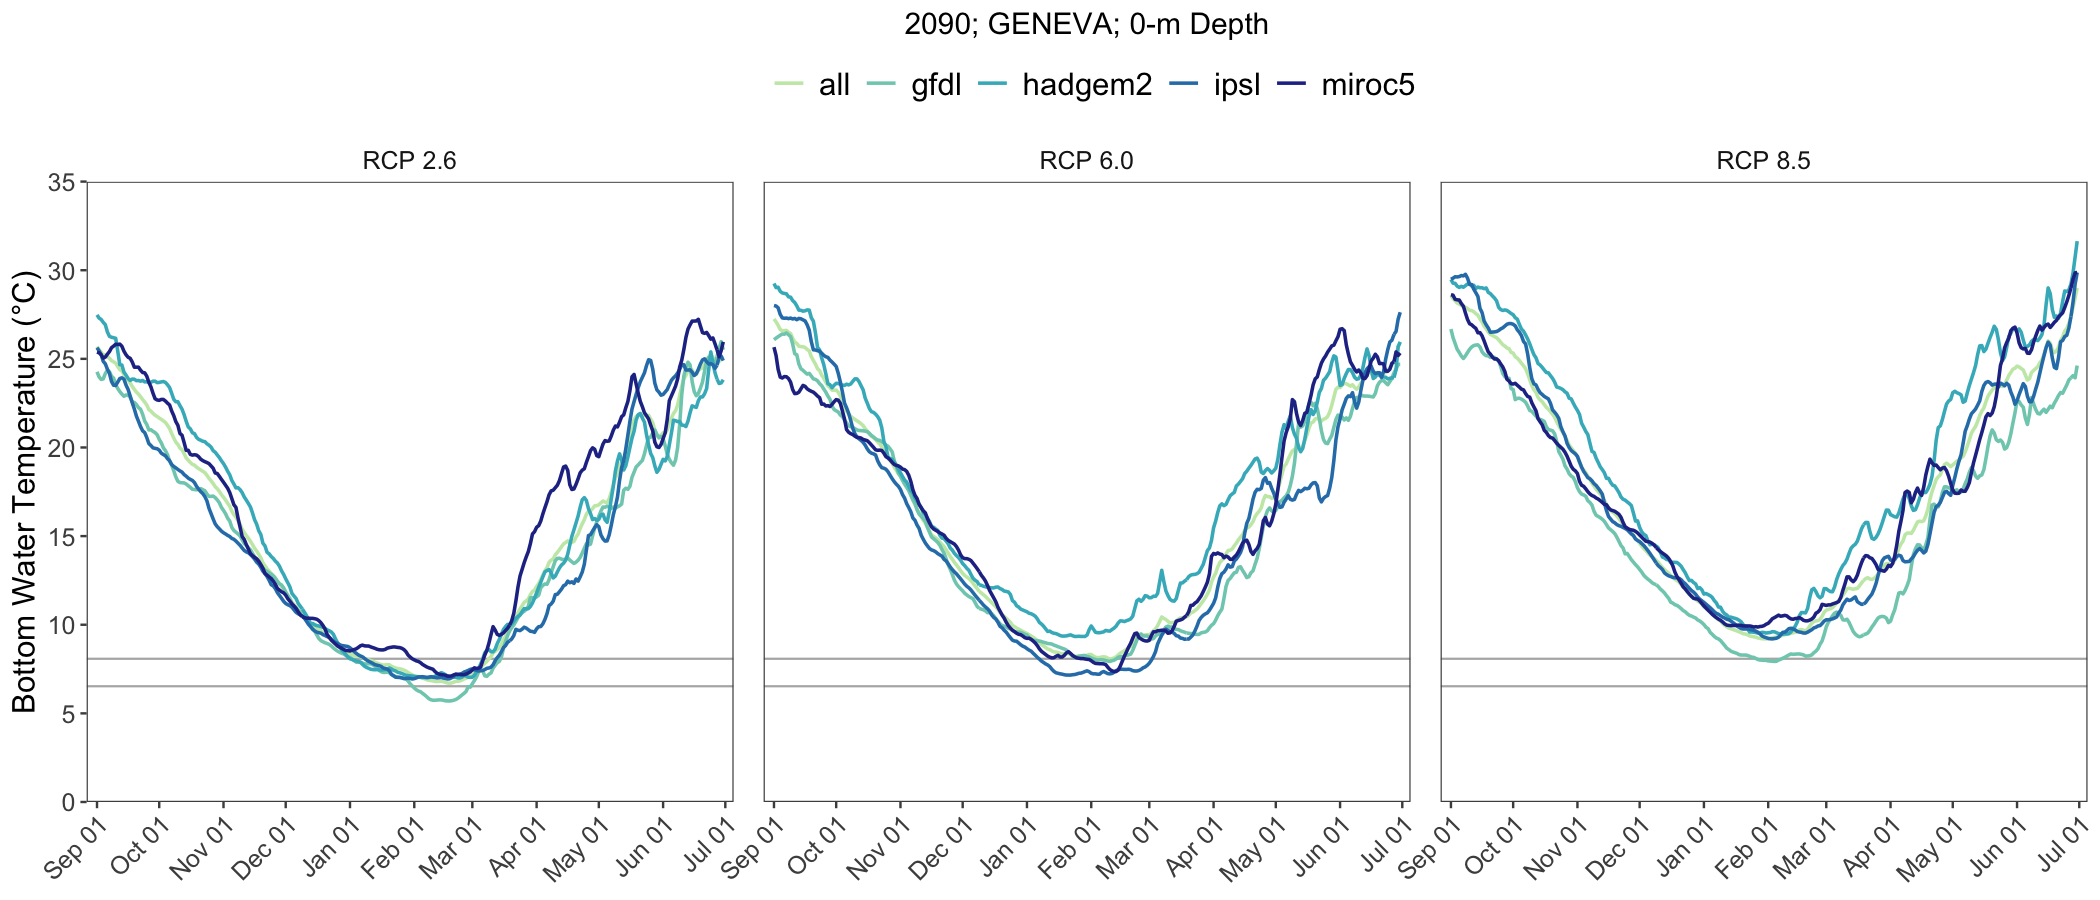 2090; GENEVA; 0-m Depth
all gfdl hadgem2 ipsl miroc5
RCP 2.6 RCP 6.0 RCP 8.5
Bottom Water Temperature (°C)
35
30
25
20
15
10
5
0
Sep 01 Oct 01 Nov 01 Dec 01 Jan 01 Feb 01 Mar 01 Apr 01 May 01 Jun 01 Jul 01
Sep 01 Oct 01 Nov 01 Dec 01 Jan 01 Feb 01 Mar 01 Apr 01 May 01 Jun 01 Jul 01
Sep 01 Oct 01 Nov 01 Dec 01 Jan 01 Feb 01 Mar 01 Apr 01 May 01 Jun 01 Jul 01